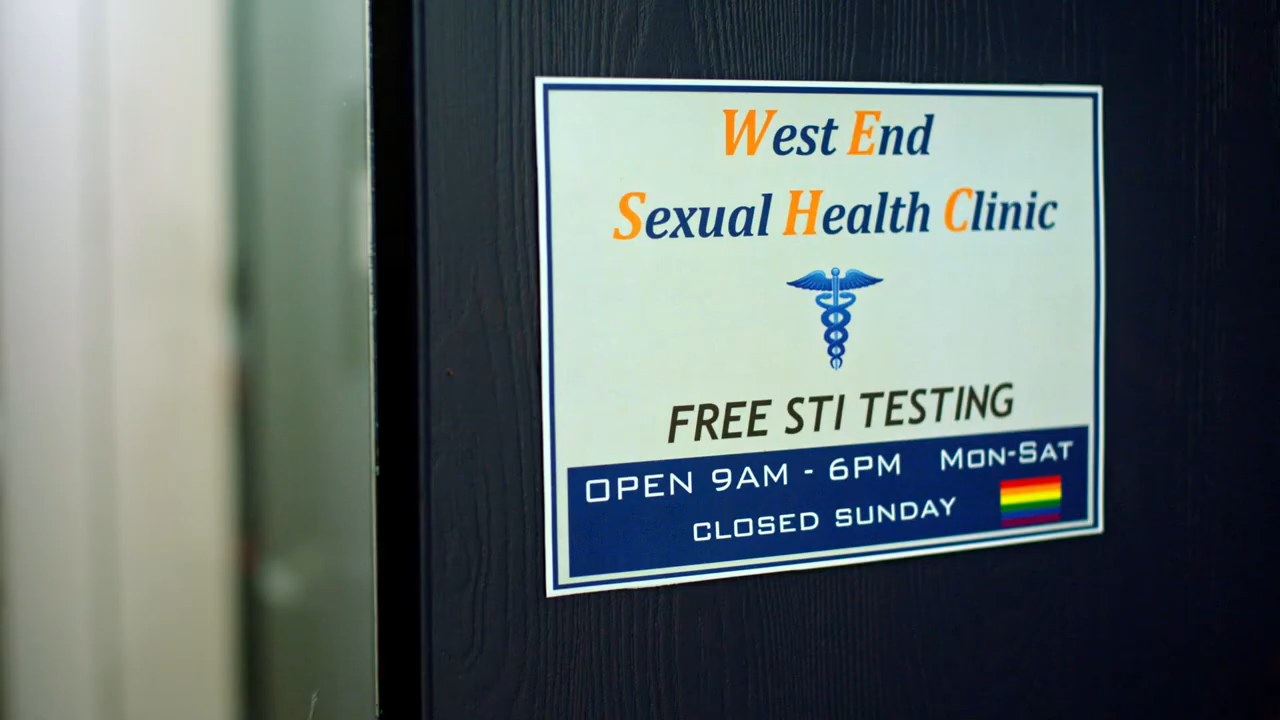 West End
Sexual Health Clinic
FREE STI TESTING
OPEN 9AM - 6PM Mon-Sat
CLOSED SUNDAY